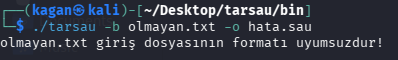 ┌──(kagan㉿kali)-[~/Desktop/tarsau/bin]
└─$ ./tarsau -b olmayan.txt -o hata.sau
olmayan.txt giriş dosyasının formatı uyumsuzdur!